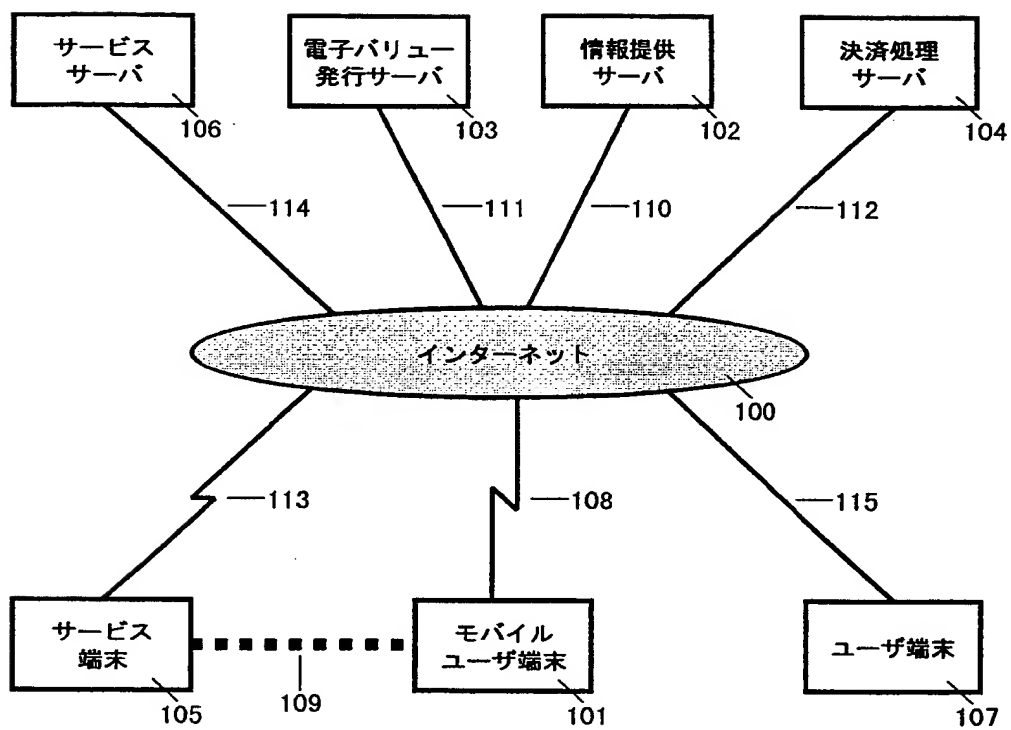 サービス
サーバ
106
電子バリュー
発行サーバ
103
情報提供
サーバ
102
決済処理
サーバ
104
114
111
110
112
インターネット
100
113
108
115
サービス
端末
105
109
モバイル
ユーザ端末
101
ユーザ端末
107